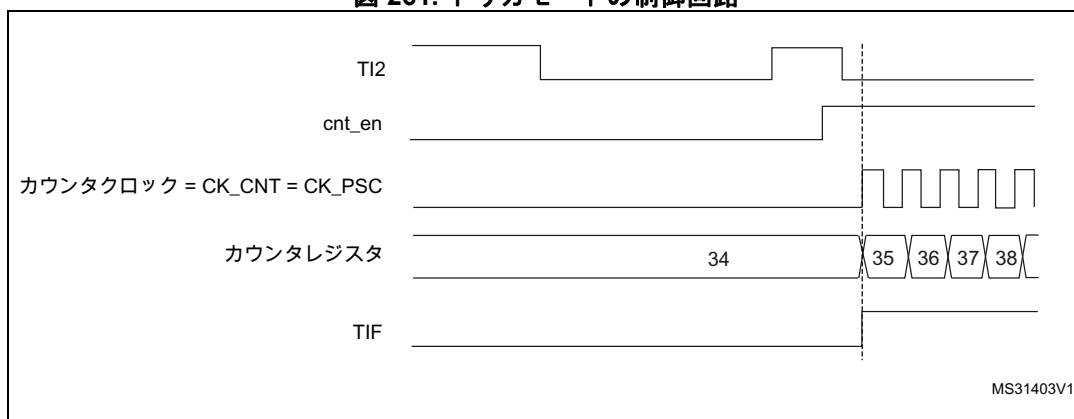 TI2
cnt_en
カウンタクロック = CK_CNT = CK_PSC
カウンタレジスタ
34
35
36
37
38
TIF
MS31403V1